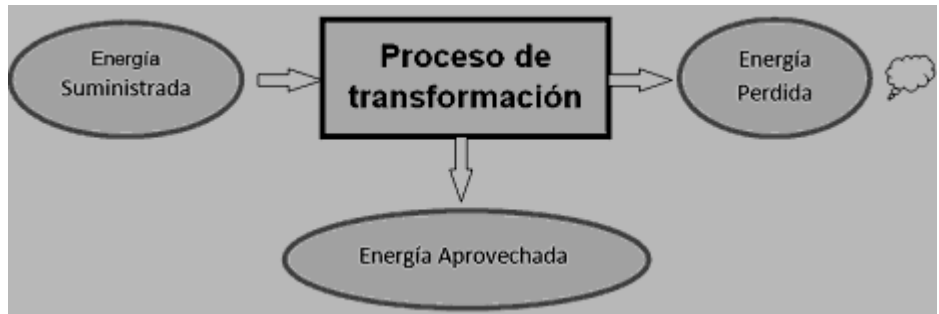 Energía
Suministrada
Proceso de
transformación
Energía
Perdida
Energía Aprovechada